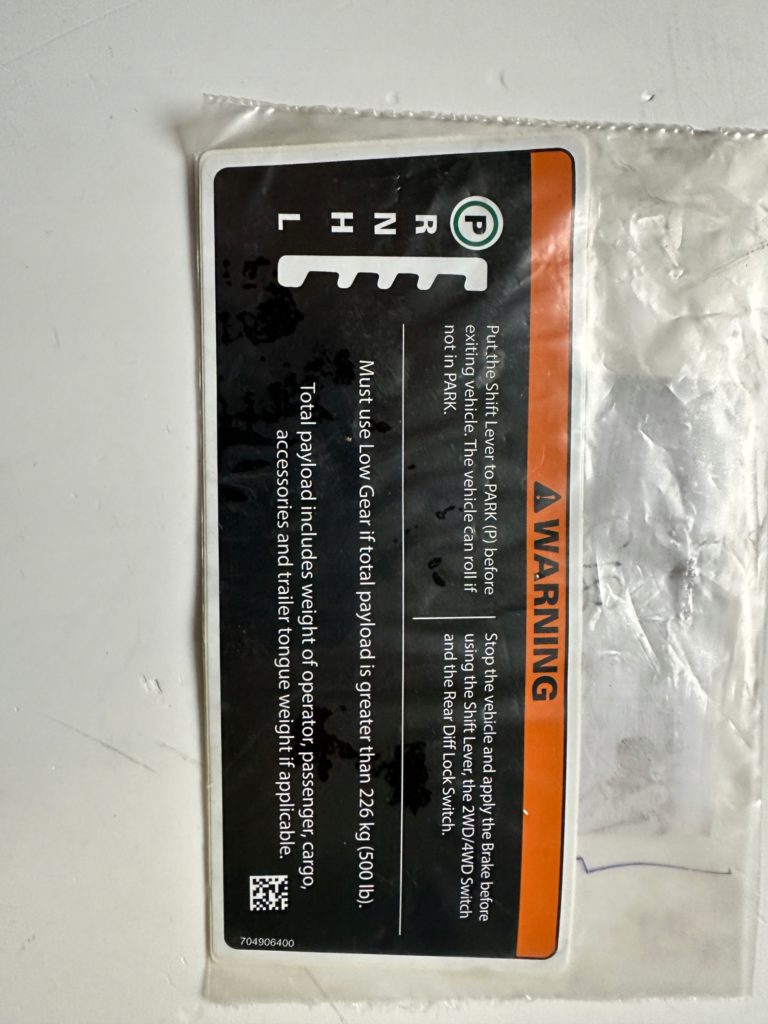 WARNING
P
R
N
H
L
Put the Shift Lever to PARK (P) before
exiting vehicle. The vehicle can roll if
not in PARK.
Stop the vehicle and apply the Brake before
using the Shift Lever, the 2WD/4WD Switch
and the Rear Diff Lock Switch.
Must use Low Gear if total payload is greater than 226 kg (500 lb).
Total payload includes weight of operator, passenger, cargo,
accessories and trailer tongue weight if applicable.
704906400